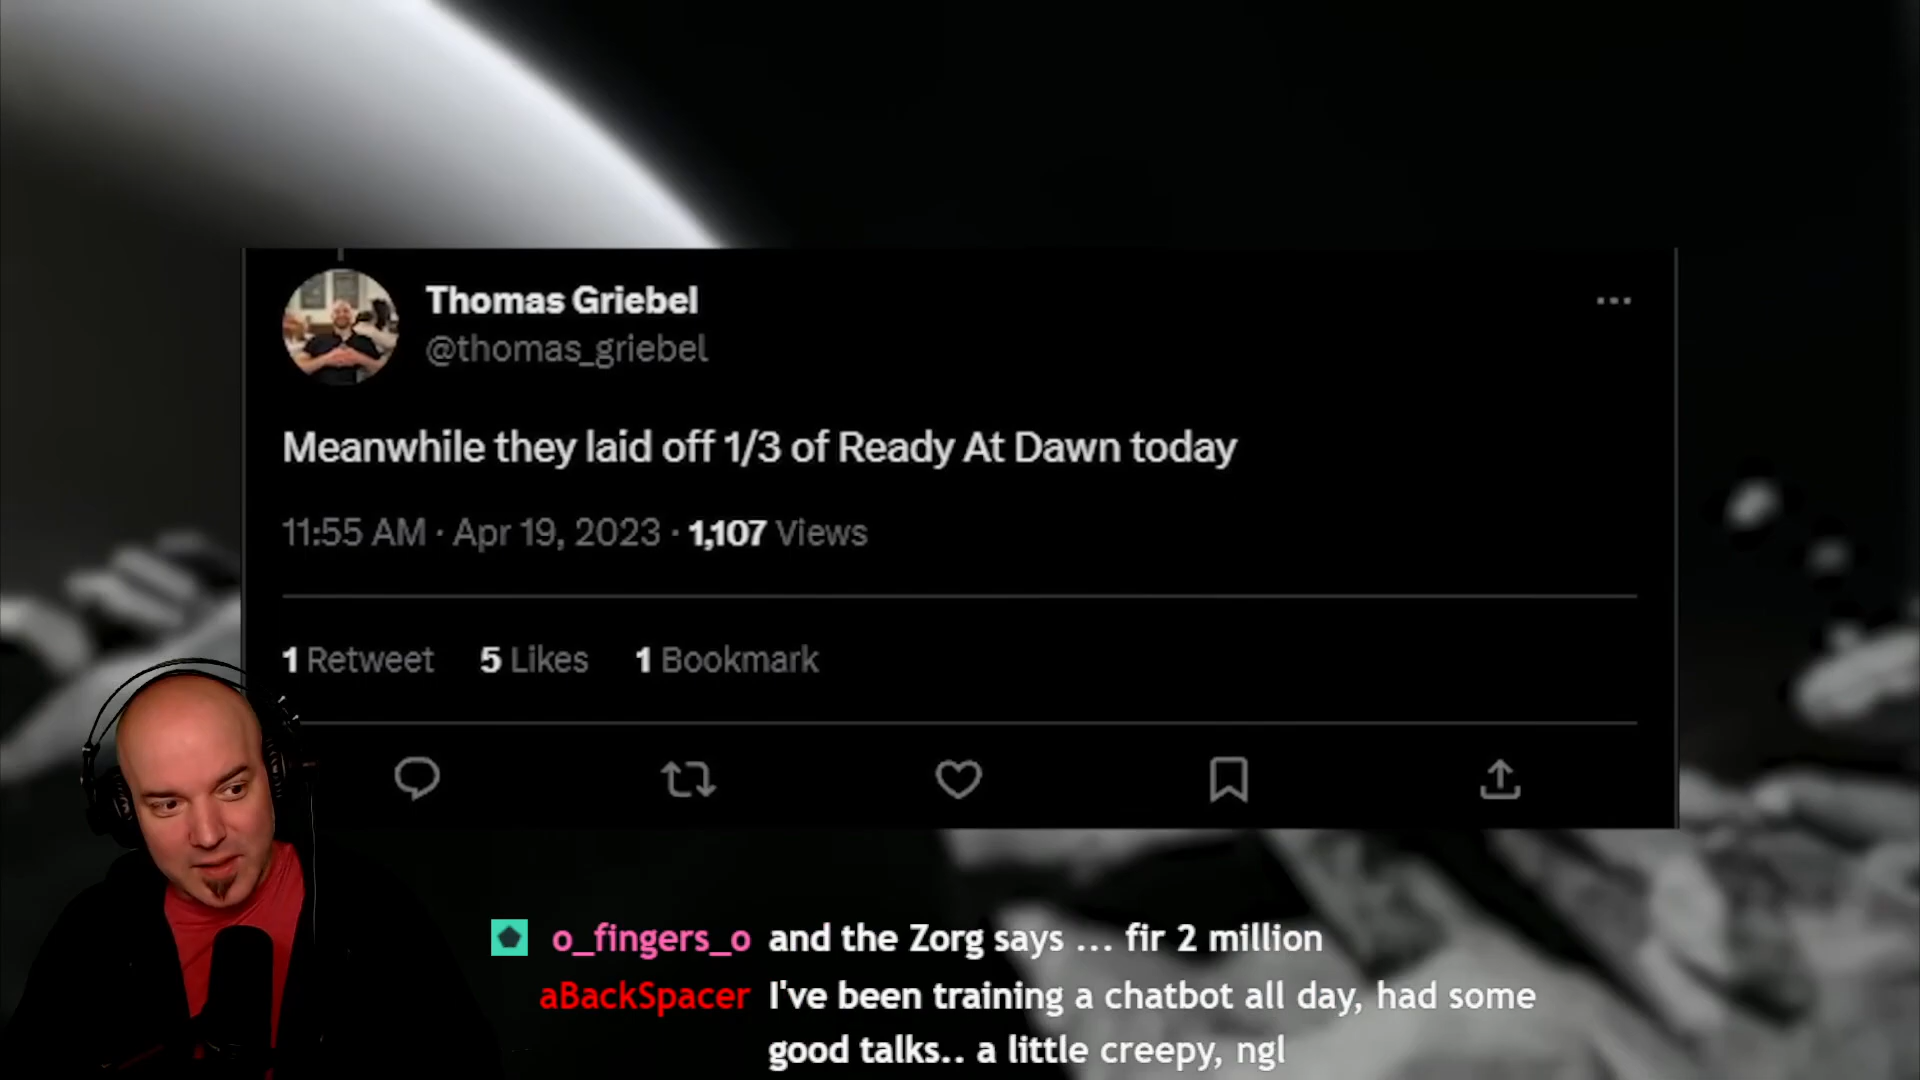 Thomas Griebel
@thomas_griebel
Meanwhile they laid off 1/3 of Ready At Dawn today
11:55 AM · Apr 19, 2023 · 1,107 Views
1 Retweet 5 Likes 1 Bookmark
o_fingers_o and the Zorg says ... fir 2 million
aBackSpacer I've been training a chatbot all day, had some
good talks.. a little creepy, ngl